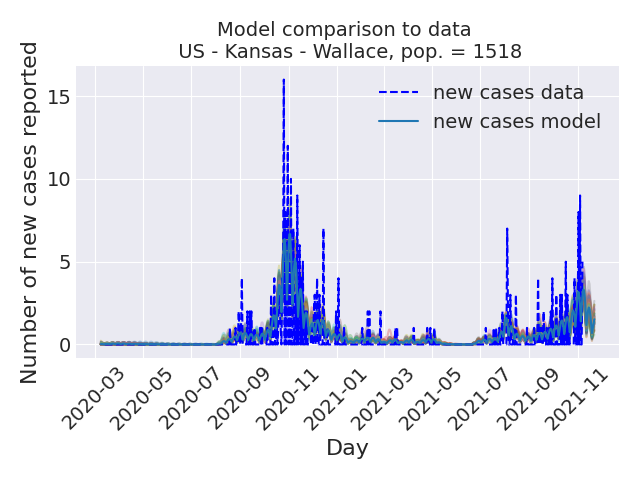 Model comparison to data
US - Kansas - Wallace, pop. = 1518
Number of new cases reported
15
10
5
0
new cases data
new cases model
2020-03
2020-05
2020-07
2020-09
2020-11
2021-01
2021-03
2021-05
2021-07
2021-09
2021-11
Day